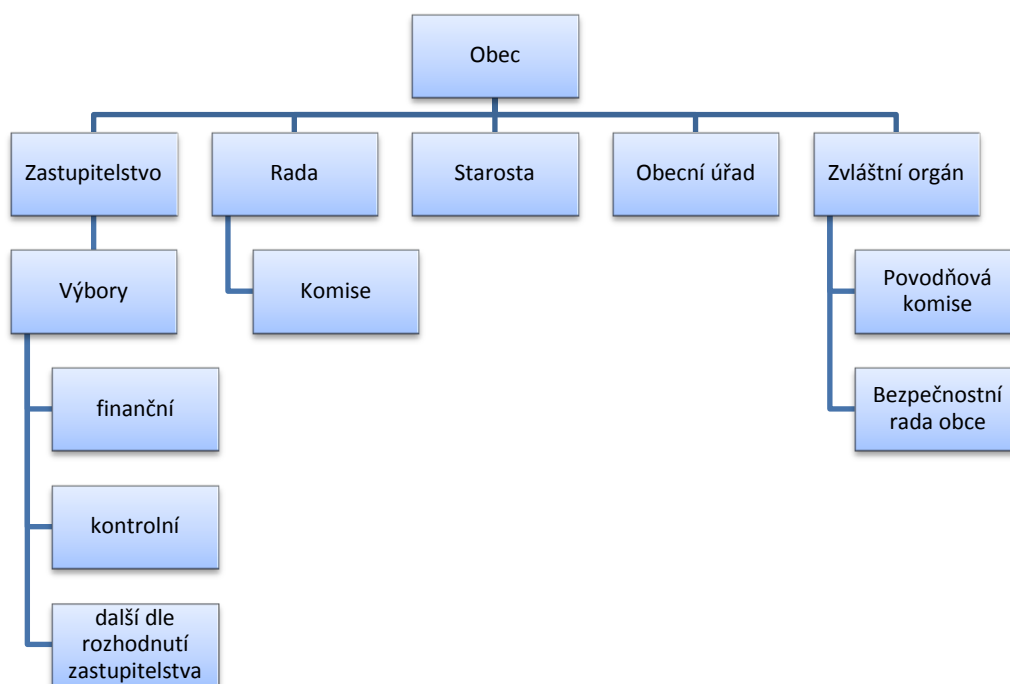 Obec
Zastupitelstvo
Rada
Starosta
Obecní úřad
Zvláštní orgán
Výbory
Komise
Povodňová
komise
finanční
Bezpečnostní
rada obce
kontrolní
další dle
rozhodnutí
zastupitelstva